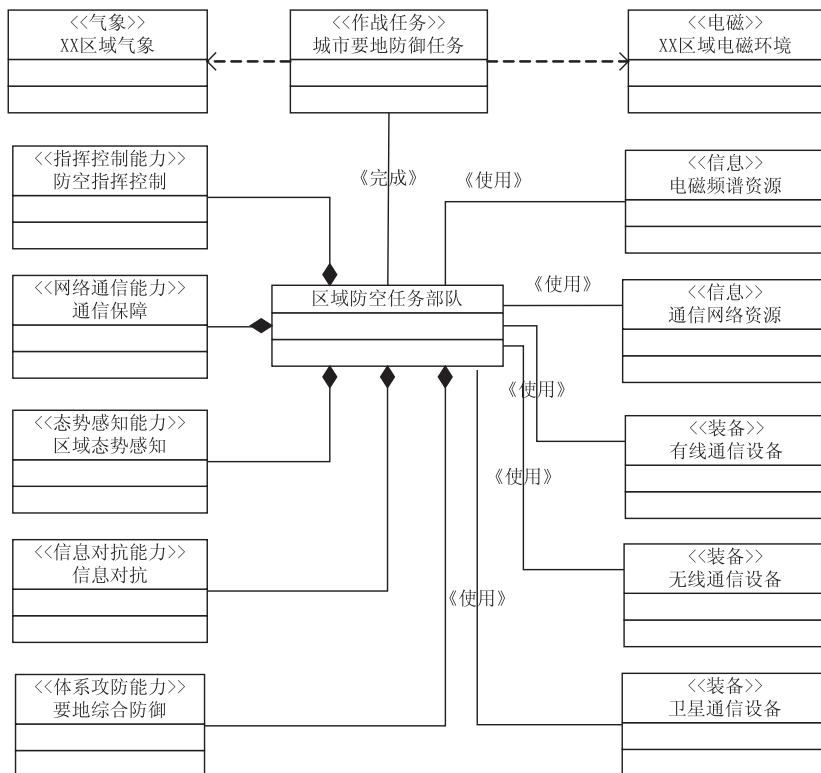 <<气象>>
XX区域气象
<<作战任务>>
城市要地防御任务
<<电磁>>
XX区域电磁环境
<<指挥控制能力>>
防空指挥控制
《完成》
《使用》
<<信息>>
电磁频谱资源
<<网络通信能力>>
通信保障
区域防空任务部队
《使用》
<<信息>>
通信网络资源
<<态势感知能力>>
区域态势感知
《使用》
<<装备>>
有线通信设备
《使用》
<<信息对抗能力>>
信息对抗
<<装备>>
无线通信设备
《使用》
<<体系攻防能力>>
要地综合防御
<<装备>>
卫星通信设备